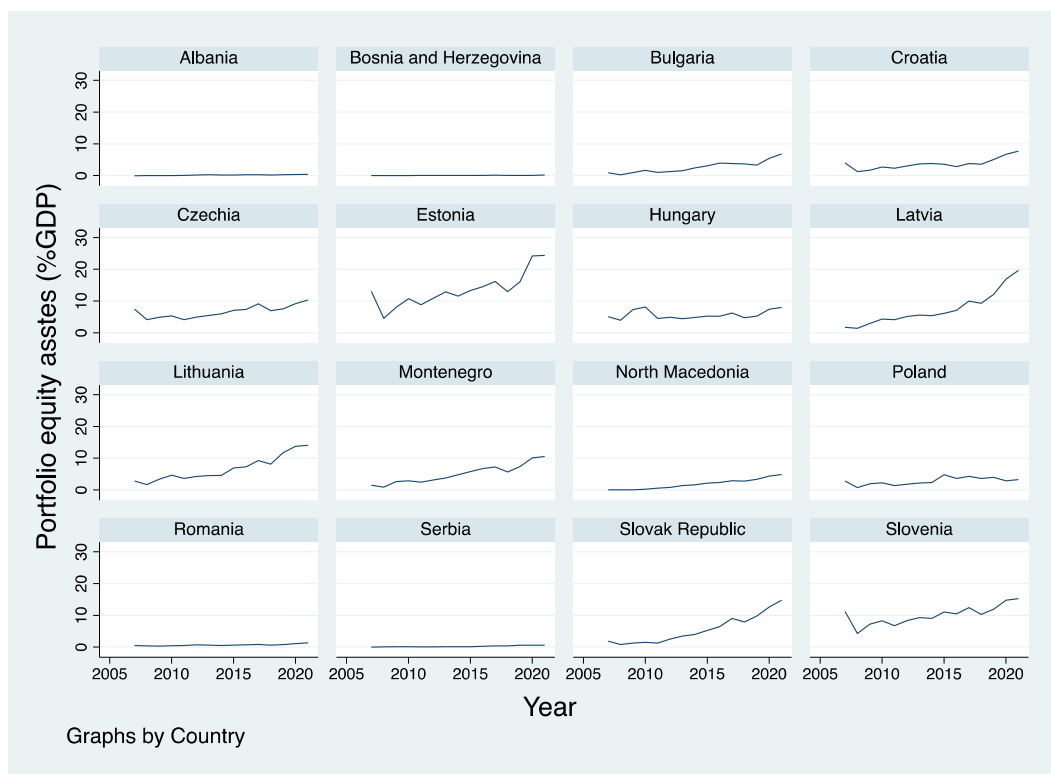 Albania Bosnia and Herzegovina Bulgaria Croatia
30
20
10
0
Czechia Estonia Hungary Latvia
30
20
10
0
Portfolio equity asstes (%GDP)
Lithuania Montenegro North Macedonia Poland
30
20
10
0
Romania Serbia Slovak Republic Slovenia
30
20
10
0
2005 2010 2015 2020 2005 2010 2015 2020 2005 2010 2015 2020 2005 2010 2015 2020
Year
Graphs by Country